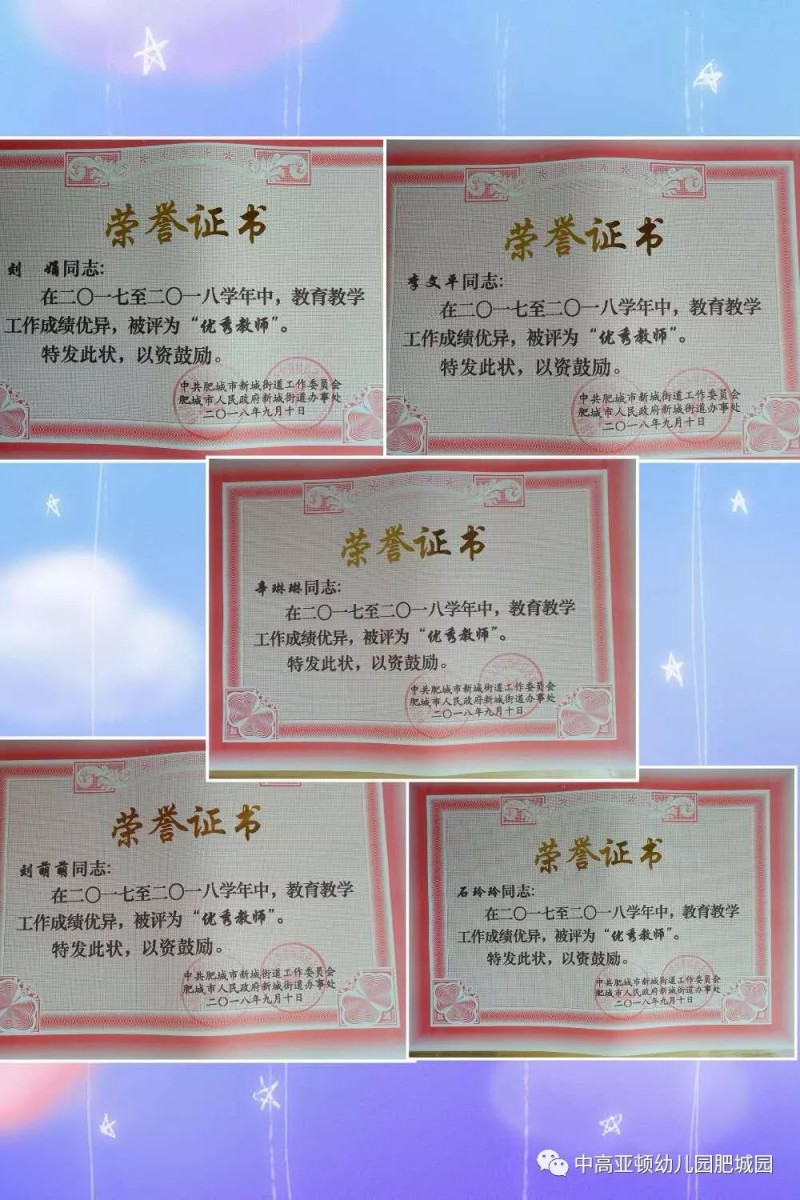 荣誉证书
刘 娟同志：
在二〇一七至二〇一八学年中，教育教学
工作成绩优异，被评为“优秀教师”。
特发此状，以资鼓励。
中共肥城市新城街道工作委员会
肥城市人民政府新城街道办事处
二〇一八年九月十日
荣誉证书
李文平同志：
在二〇一七至二〇一八学年中，教育教学
工作成绩优异，被评为“优秀教师”。
特发此状，以资鼓励。
中共肥城市新城街道工作委员会
肥城市人民政府新城街道办事处
二〇一八年九月十日
荣誉证书
辛琳琳同志：
在二〇一七至二〇一八学年中，教育教学
工作成绩优异，被评为“优秀教师”。
特发此状，以资鼓励。
中共肥城市新城街道工作委员会
肥城市人民政府新城街道办事处
二〇一八年九月十日
荣誉证书
刘萌萌同志：
在二〇一七至二〇一八学年中，教育教学
工作成绩优异，被评为“优秀教师”。
特发此状，以资鼓励。
中共肥城市新城街道工作委员会
肥城市人民政府新城街道办事处
二〇一八年九月十日
荣誉证书
石玲玲同志：
在二〇一七至二〇一八学年中，教育教学
工作成绩优异，被评为“优秀教师”。
特发此状，以资鼓励。
中共肥城市新城街道工作委员会
肥城市人民政府新城街道办事处
二〇一八年九月十日
中高亚顿幼儿园肥城园